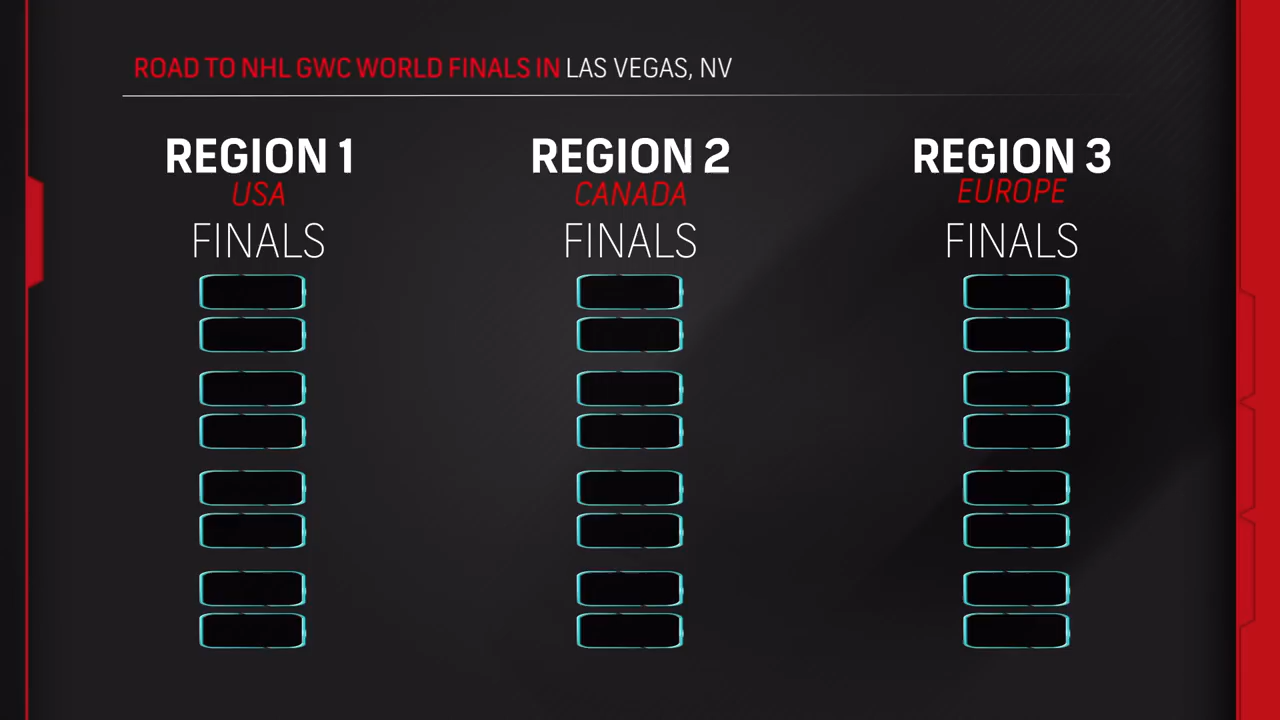 ROAD TO NHL GWC WORLD FINALS IN LAS VEGAS, NV
REGION 1
USA
FINALS
REGION 2
CANADA
FINALS
REGION 3
EUROPE
FINALS